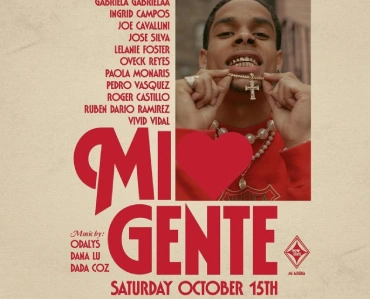 GABRIELA GABRIELAA
INGRID CAMPOS
JOE CAVALLINI
JOSE SILVA
LELANIE FOSTER
OVECK REYES
PAOLA MONARIS
PEDRO VASQUEZ
ROGER CASTILLO
RUBEN DARIO RAMIREZ
VIVID VIDAL
MI
GENTE
Music by:
ODALYS
DANA LU
DADA COZ
SATURDAY OCTOBER 15TH